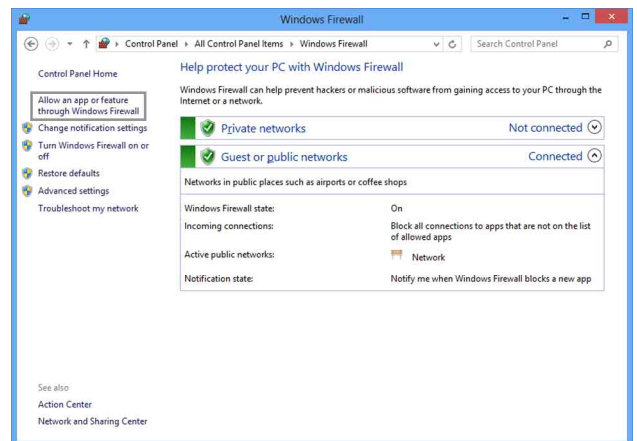 Windows Firewall
Control Panel All Control Panel Items Windows Firewall
Search Control Panel
Control Panel Home
Allow an app or feature
through Windows Firewall
Change notification settings
Turn Windows Firewall on or
off
Restore defaults
Advanced settings
Troubleshoot my network
Help protect your PC with Windows Firewall
Windows Firewall can help prevent hackers or malicious software from gaining access to your PC through the
Internet or a network.
Private networks Not connected
Guest or public networks Connected
Networks in public places such as airports or coffee shops
Windows Firewall state: On
Incoming connections: Block all connections to apps that are not on the list
of allowed apps
Active public networks: Network
Notification state: Notify me when Windows Firewall blocks a new app
See also
Action Center
Network and Sharing Center